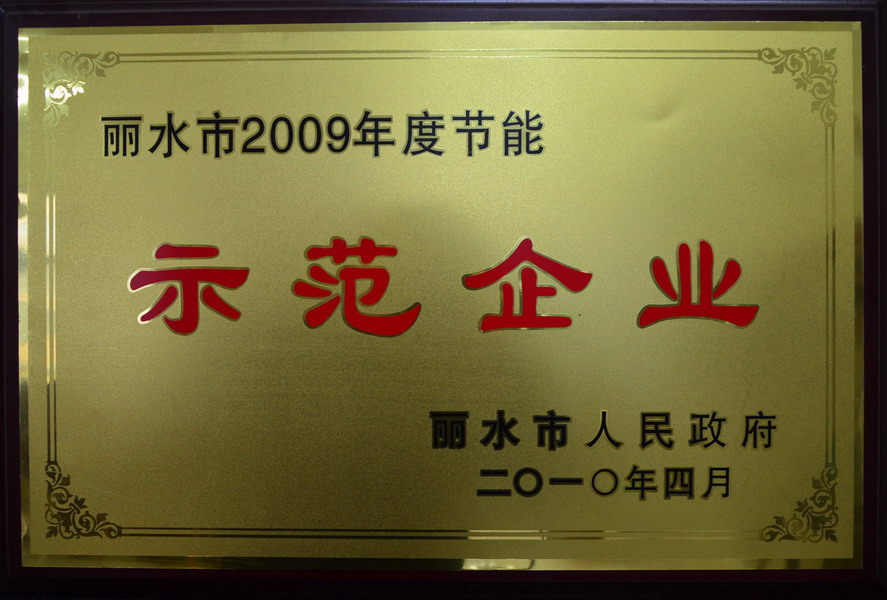 丽水市2009年度节能
示范企业
丽水市人民政府
二〇一〇年四月